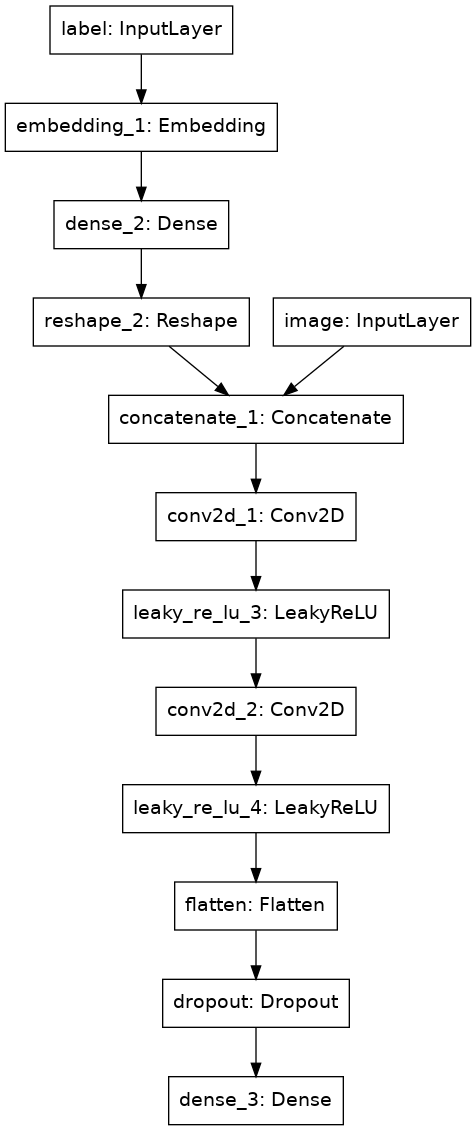 label: InputLayer
embedding_1: Embedding
dense_2: Dense
reshape_2: Reshape
image: InputLayer
concatenate_1: Concatenate
conv2d_1: Conv2D
leaky_re_lu_3: LeakyReLU
conv2d_2: Conv2D
leaky_re_lu_4: LeakyReLU
flatten: Flatten
dropout: Dropout
dense_3: Dense